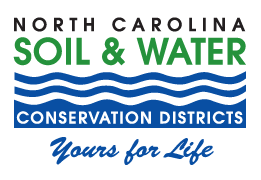 NORTH CAROLINA
SOIL & WATER
CONSERVATION DISTRICTS
Yours for Life